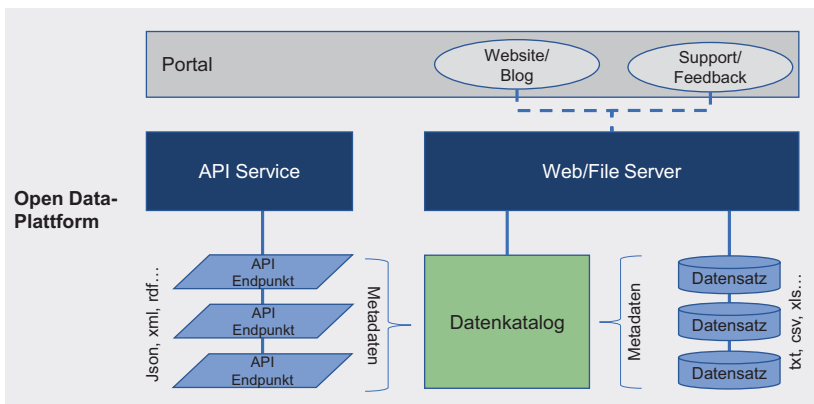 Portal
Website/
Blog
Support/
Feedback
API Service
Web/File Server
Open Data-
Plattform
Json, xml, rdf…
API
Endpunkt
API
Endpunkt
API
Endpunkt
Metadaten
Datenkatalog
Metadaten
Datensatz
Datensatz
Datensatz
txt, csv, xls…